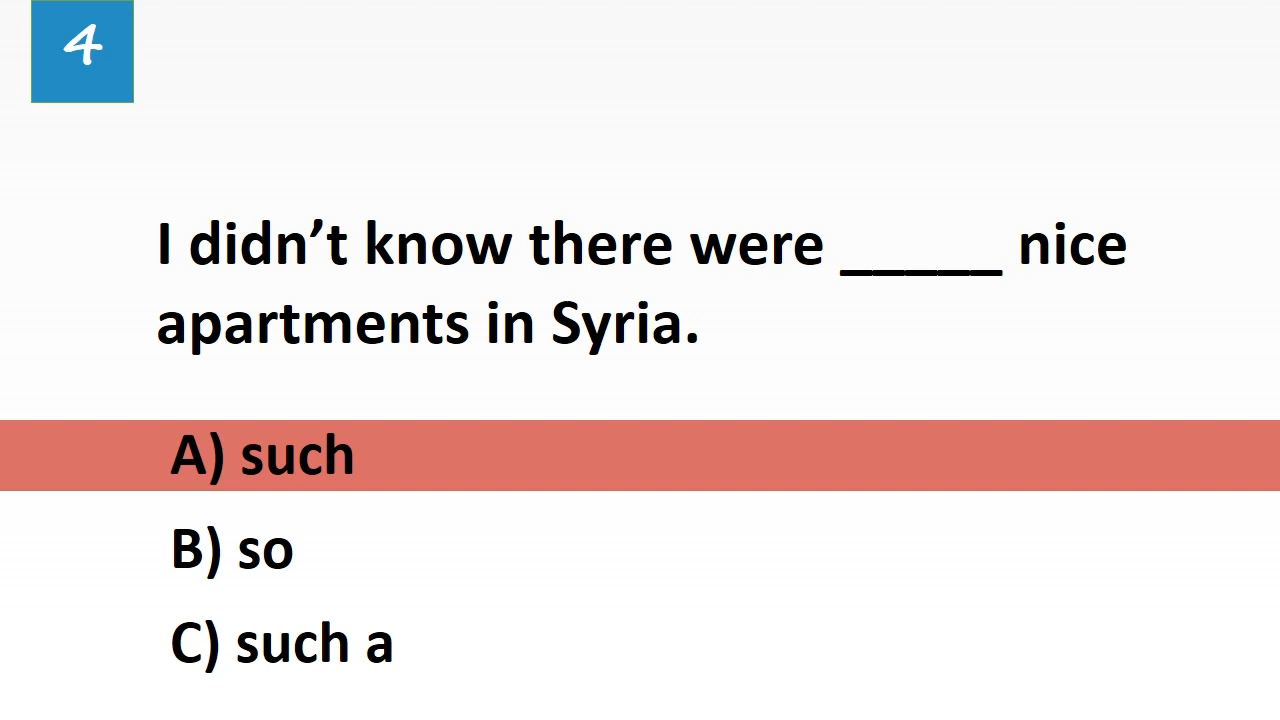 4
I didn’t know there were _____ nice
apartments in Syria.
A) such
B) so
C) such a